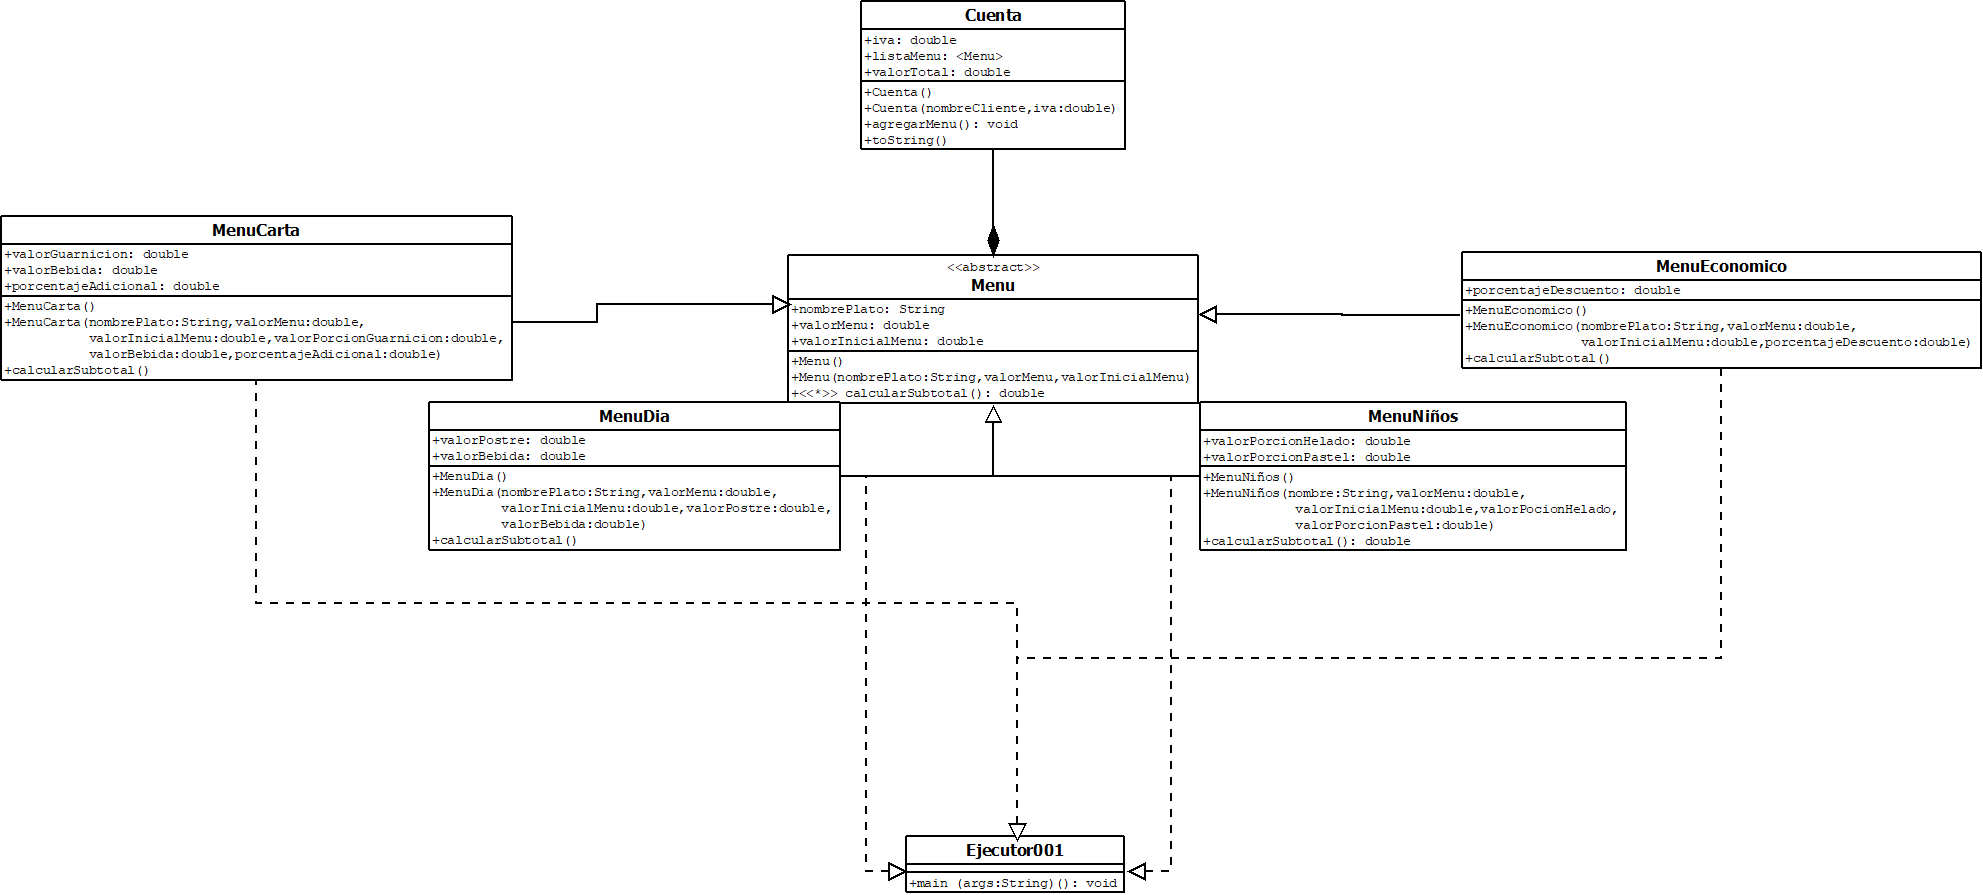 Cuenta
+iva: double
+listaMenu: <Menu>
+valorTotal: double
+Cuenta()
+Cuenta(nombreCliente,iva:double)
+agregarMenu(): void
+toString()
MenuCarta
+valorGuarnicion: double
+valorBebida: double
+porcentajeAdicional: double
+MenuCarta()
+MenuCarta(nombrePlato:String,valorMenu:double,
valorInicialMenu:double,valorPorcionGuarnicion:double,
valorBebida:double,porcentajeAdicional:double)
+calcularSubtotal()
<<abstract>>
Menu
+nombrePlato: String
+valorMenu: double
+valorInicialMenu: double
+Menu()
+Menu(nombrePlato:String,valorMenu,valorInicialMenu)
+<<*>> calcularSubtotal(): double
MenuEconomico
+porcentajeDescuento: double
+MenuEconomico()
+MenuEconomico(nombrePlato:String,valorMenu:double,
valorInicialMenu:double,porcentajeDescuento:double)
+calcularSubtotal()
MenuDia
+valorPostre: double
+valorBebida: double
+MenuDia()
+MenuDia(nombrePlato:String,valorMenu:double,
valorInicialMenu:double,valorPostre:double,
valorBebida:double)
+calcularSubtotal()
MenuNiños
+valorPorcionHelado: double
+valorPorcionPastel: double
+MenuNiños()
+MenuNiños(nombre:String,valorMenu:double,
valorInicialMenu:double,valorPocionHelado,
valorPorcionPastel:double)
+calcularSubtotal(): double
Ejecutor001
+main (args:String)(): void